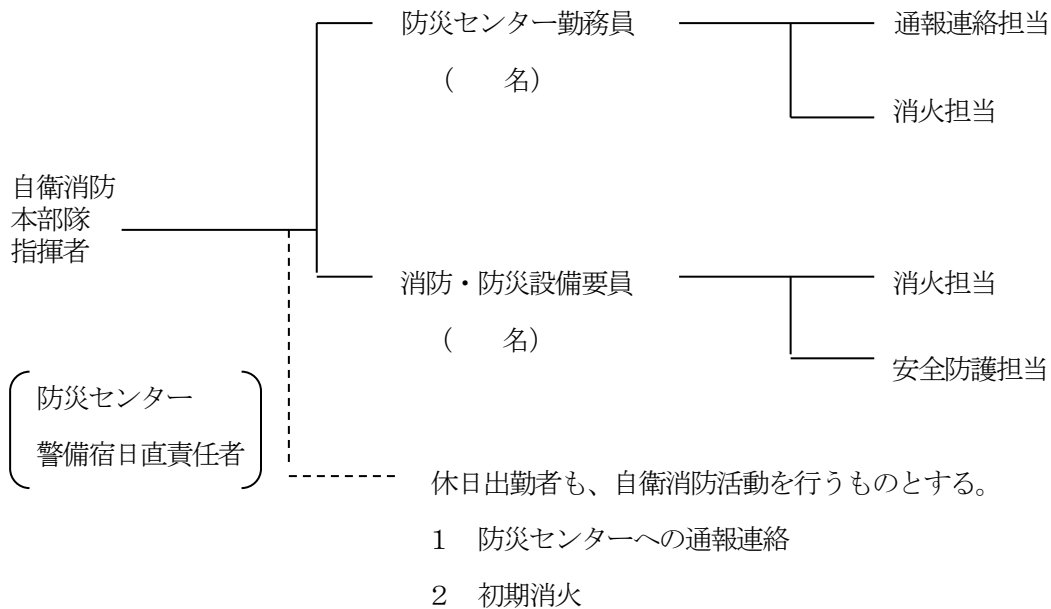 防災センター勤務員
(　　名)
通報連絡担当
消火担当
自衛消防
本部隊
指揮者
消防・防災設備要員
(　　名)
消火担当
安全防護担当
防災センター
警備宿日直責任者
休日出勤者も、自衛消防活動を行うものとする。
１　防災センターへの通報連絡
２　初期消火